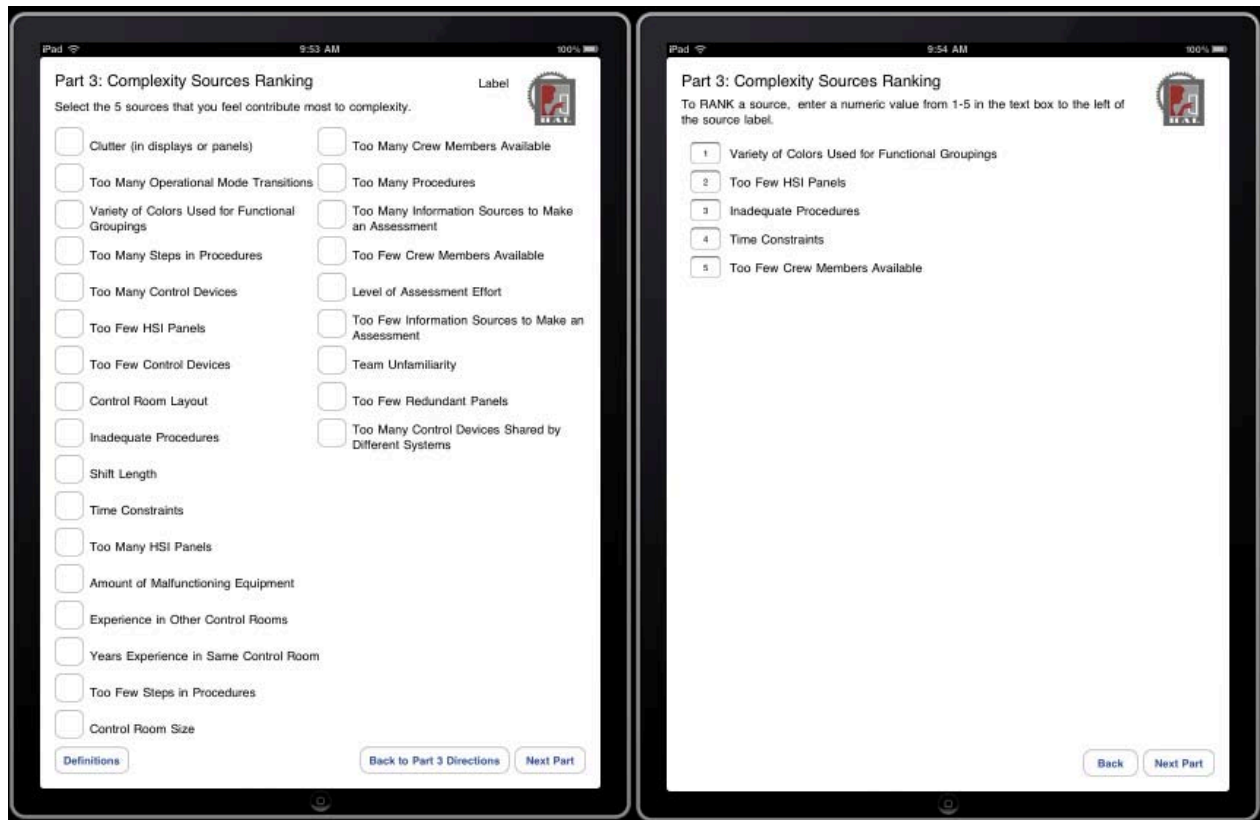 iPad
9:53 AM
100%
Part 3: Complexity Sources Ranking
Label
Select the 5 sources that you feel contribute most to complexity.
Clutter (in displays or panels)
Too Many Operational Mode Transitions
Variety of Colors Used for Functional
Groupings
Too Many Steps in Procedures
Too Many Control Devices
Too Few HSI Panels
Too Few Control Devices
Control Room Layout
Inadequate Procedures
Shift Length
Time Constraints
Too Many HSI Panels
Amount of Malfunctioning Equipment
Experience in Other Control Rooms
Years Experience in Same Control Room
Too Few Steps in Procedures
Control Room Size
Too Many Crew Members Available
Too Many Procedures
Too Many Information Sources to Make
an Assessment
Too Few Crew Members Available
Level of Assessment Effort
Too Few Information Sources to Make an
Assessment
Team Unfamiliarity
Too Few Redundant Panels
Too Many Control Devices Shared by
Different Systems
Definitions
Back to Part 3 Directions
Next Part
iPad
9:54 AM
100%
Part 3: Complexity Sources Ranking
To RANK a source, enter a numeric value from 1-5 in the text box to the left of
the source label.
1 Variety of Colors Used for Functional Groupings
2 Too Few HSI Panels
3 Inadequate Procedures
4 Time Constraints
5 Too Few Crew Members Available
Back
Next Part